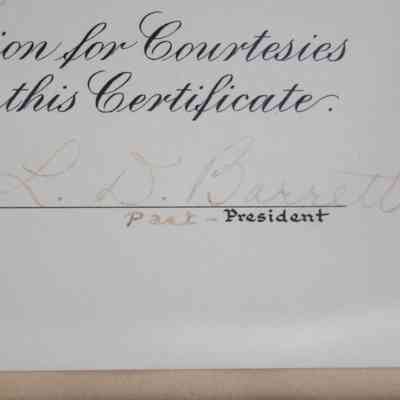 ion for Courtesies
this Certificate.
L. D. Barrett
Past - President